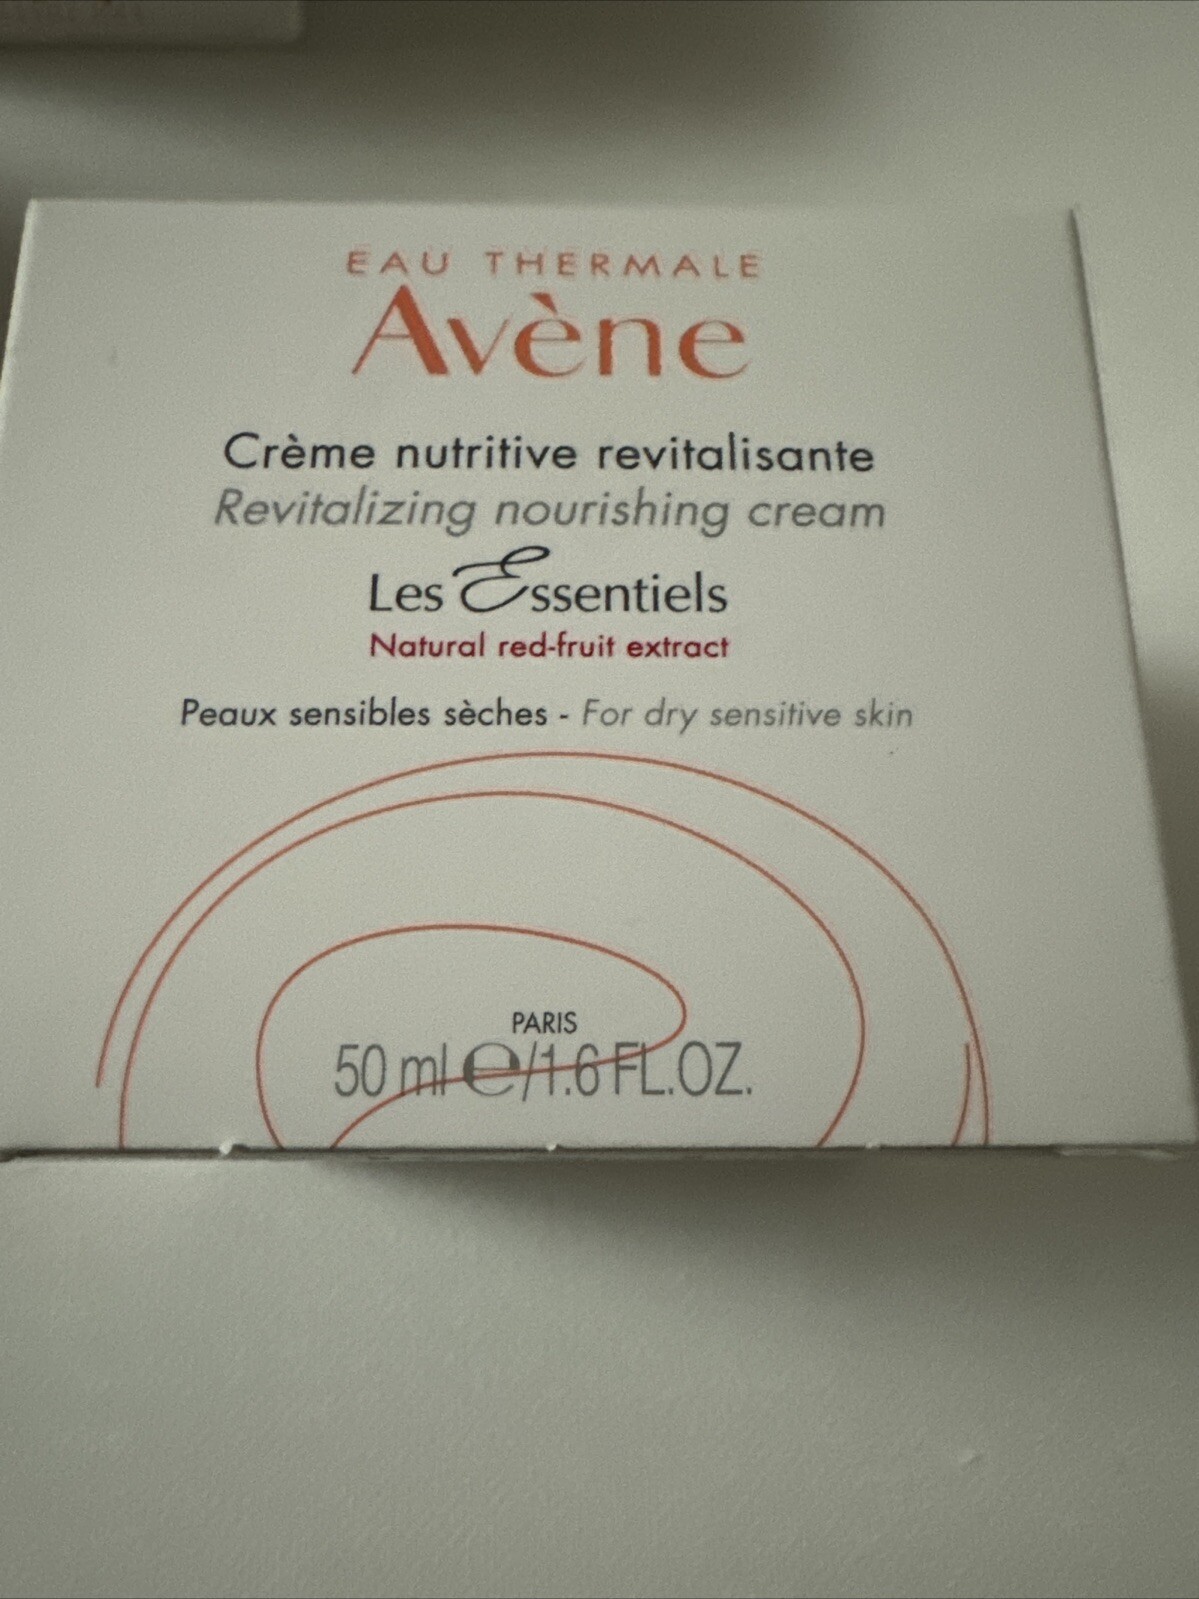 EAU THERMALE
Avène
Crème nutritive revitalisante
Revitalizing nourishing cream
Les Essentiels
Natural red-fruit extract
Peaux sensibles sèches - For dry sensitive skin
PARIS
50 ml ℮/1.6 FL.OZ.